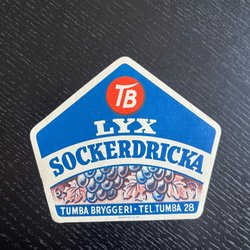 TB
LYX
SOCKERDRICKA
TUMBA BRYGGERI · TEL. TUMBA 28